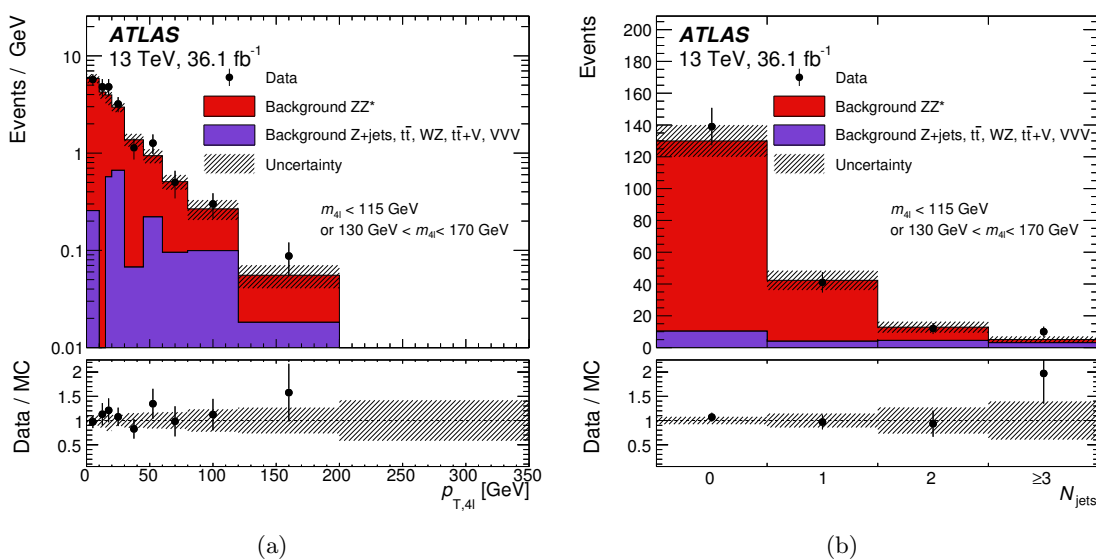 Events / GeV
10
1
0.1
0.01
ATLAS
13 TeV, 36.1 fb⁻¹
Data
Background ZZ*
Background Z+jets, tt̄, WZ, tt̄+V, VVV
Uncertainty
m4l < 115 GeV
or 130 GeV < m4l < 170 GeV
Data / MC
2
1.5
1
0.5
0 50 100 150 200 250 300 350
pT,4l [GeV]
(a)
Events
200
180
160
140
120
100
80
60
40
20
0
ATLAS
13 TeV, 36.1 fb⁻¹
Data
Background ZZ*
Background Z+jets, tt̄, WZ, tt̄+V, VVV
Uncertainty
m4l < 115 GeV
or 130 GeV < m4l < 170 GeV
Data / MC
2
1.5
1
0.5
0 1 2 ≥3
Njets
(b)